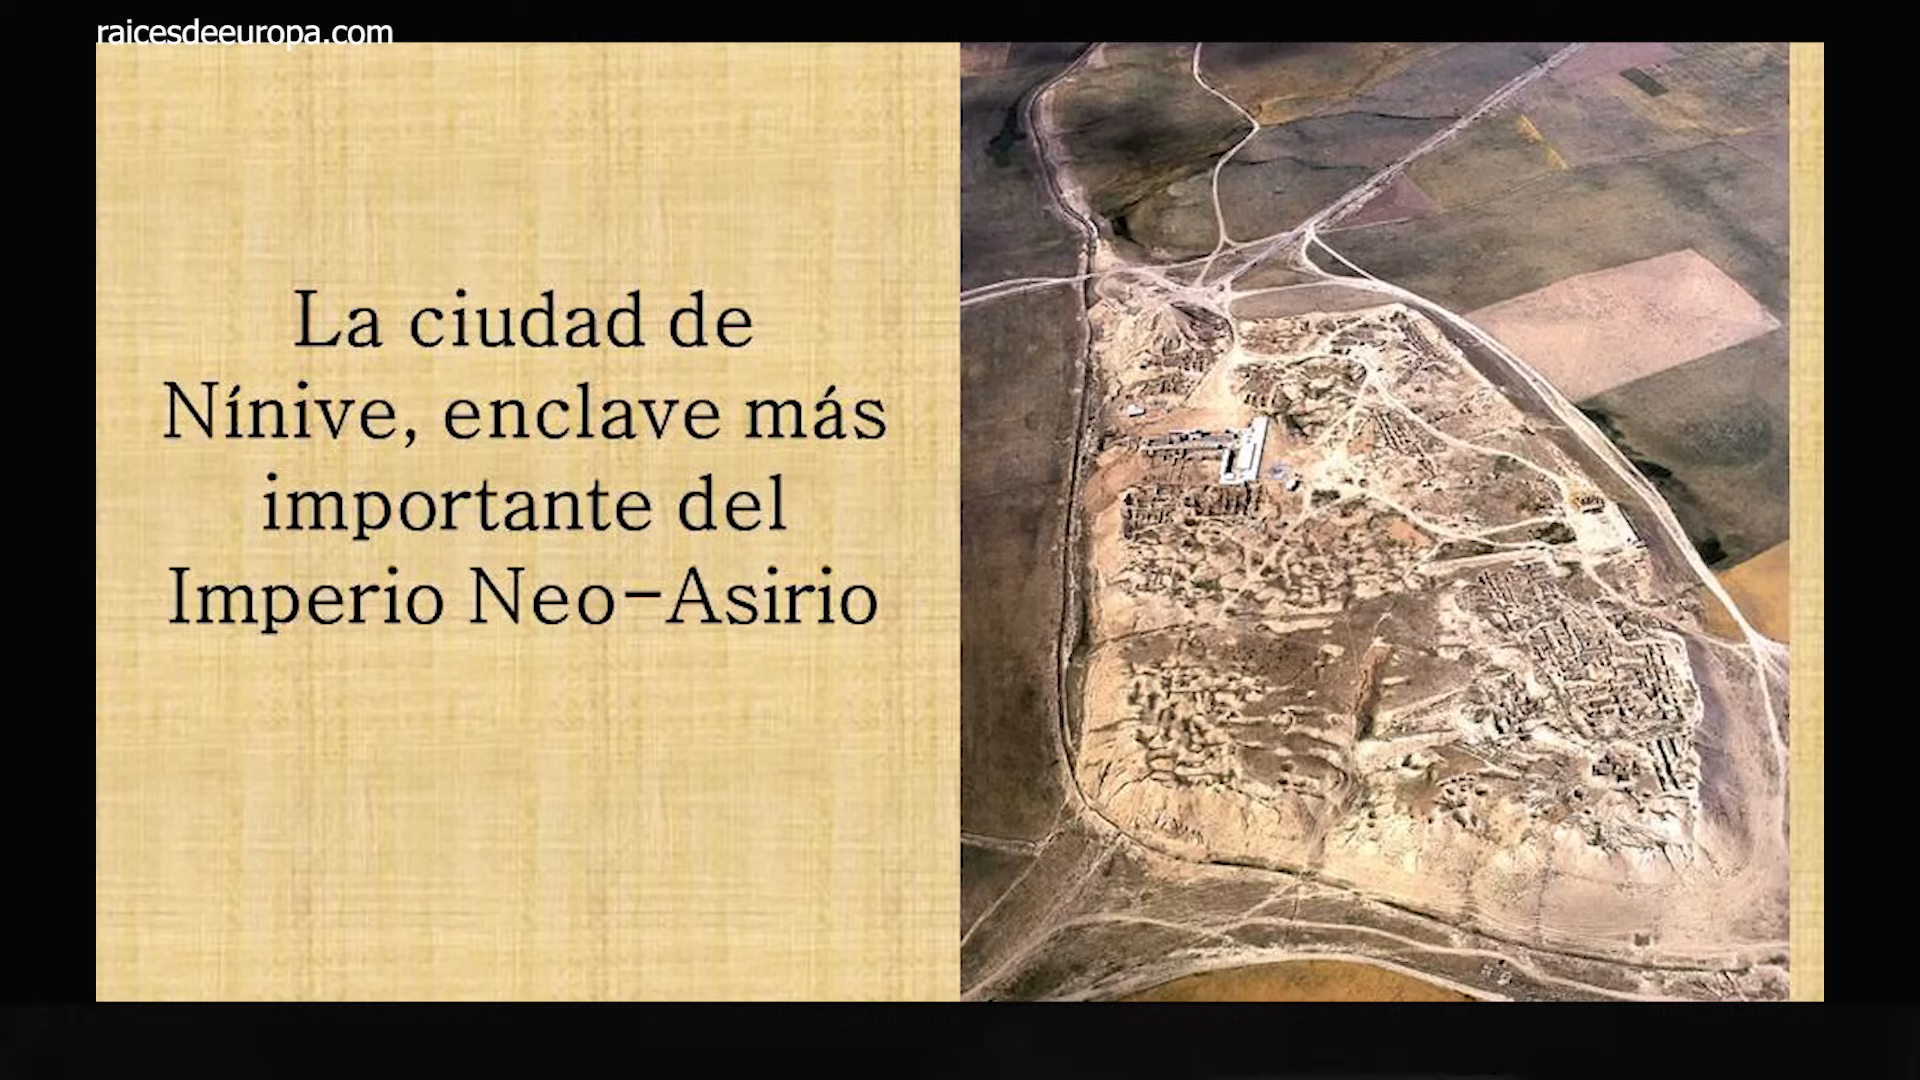 raicesdeeuropa.com
La ciudad de
Nínive, enclave más
importante del
Imperio Neo-Asirio